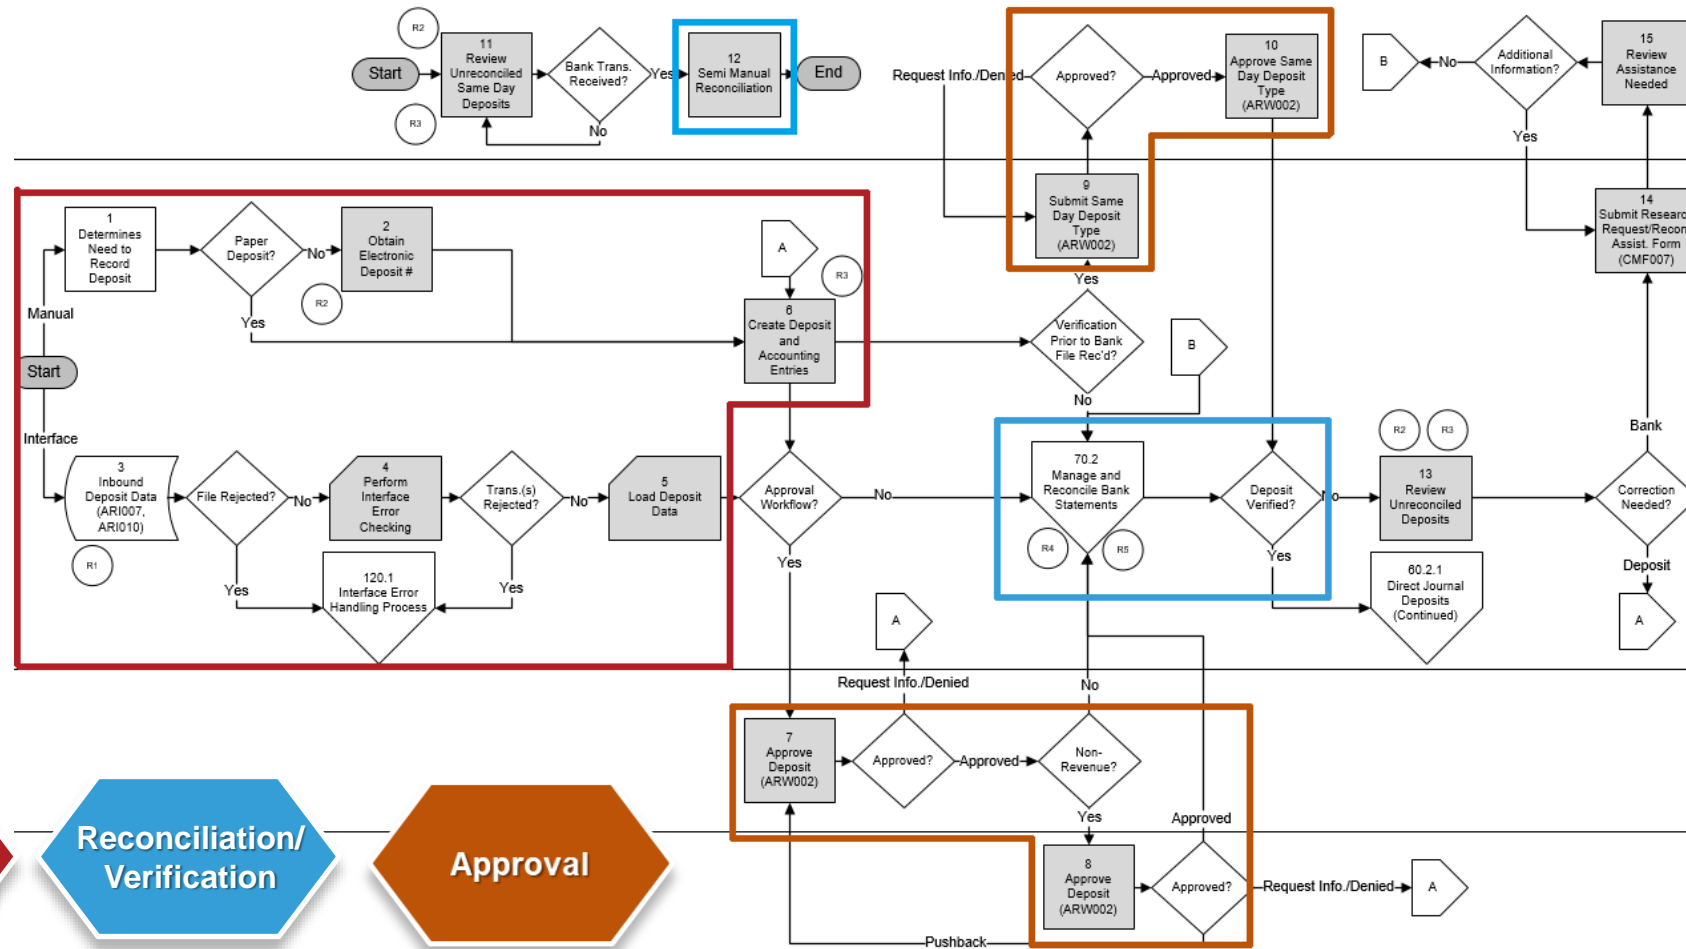 R2
R3
Start
11
Review
Unreconciled
Same Day
Deposits
Bank Trans.
Received?
Yes
No
12
Semi Manual
Reconciliation
End
Request Info./Denied
Approved?
Approved
10
Approve Same
Day Deposit
Type
(ARW002)
B
No
Additional
Information?
Yes
15
Review
Assistance
Needed
1
Determines
Need to
Record
Deposit
Paper
Deposit?
No
Yes
2
Obtain
Electronic
Deposit #
R2
A
R3
6
Create Deposit
and
Accounting
Entries
9
Submit Same
Day Deposit
Type
(ARW002)
Yes
Verification
Prior to Bank
File Rec'd?
No
B
14
Submit Researc
Request/Recon
Assist. Form
(CMF007)
Manual
Start
Interface
3
Inbound
Deposit Data
(ARI007,
ARI010)
R1
File Rejected?
No
Yes
4
Perform
Interface
Error
Checking
Trans.(s)
Rejected?
No
Yes
5
Load Deposit
Data
120.1
Interface Error
Handling Process
Approval
Workflow?
No
Yes
70.2
Manage and
Reconcile Bank
Statements
R4
R5
Deposit
Verified?
No
Yes
R2
R3
13
Review
Unreconciled
Deposits
60.2.1
Direct Journal
Deposits
(Continued)
Bank
Correction
Needed?
Deposit
A
A
Request Info./Denied
No
7
Approve
Deposit
(ARW002)
Approved?
Approved
Non-
Revenue?
Yes
Approved
8
Approve
Deposit
(ARW002)
Approved?
Request Info./Denied
A
Pushback
Reconciliation/
Verification
Approval